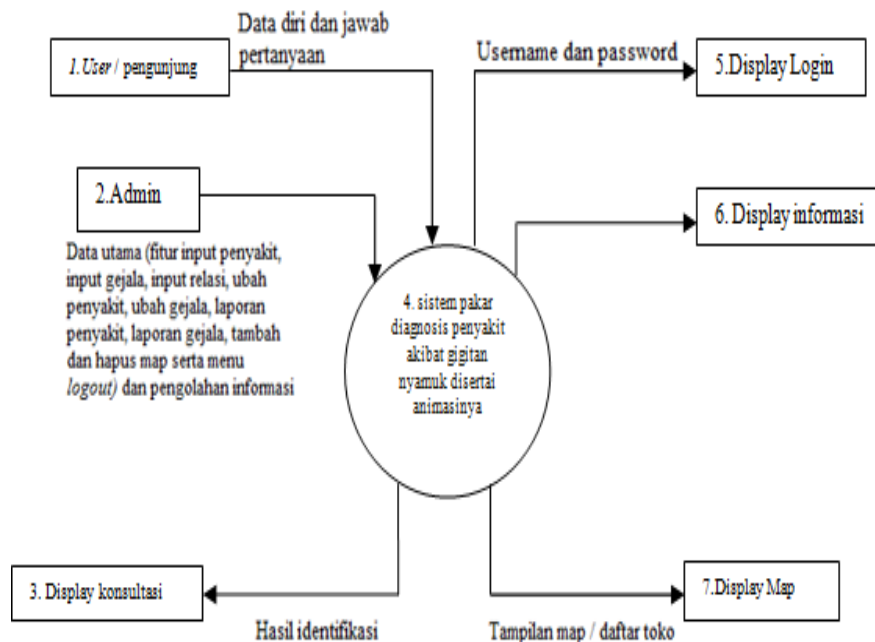 Data diri dan jawab
pertanyaan
1.User / pengunjung
Username dan password
5.Display Login
2.Admin
6. Display informasi
Data utama (fitur input penyakit,
input gejala, input relasi, ubah
penyakit, ubah gejala, laporan
penyakit, laporan gejala, tambah
dan hapus map serta menu
logout) dan pengolahan informasi
4. sistem pakar
diagnosis penyakit
akibat gigitan
nyamuk disertai
animasinya
3. Display konsultasi
7.Display Map
Hasil identifikasi
Tampilan map / daftar toko